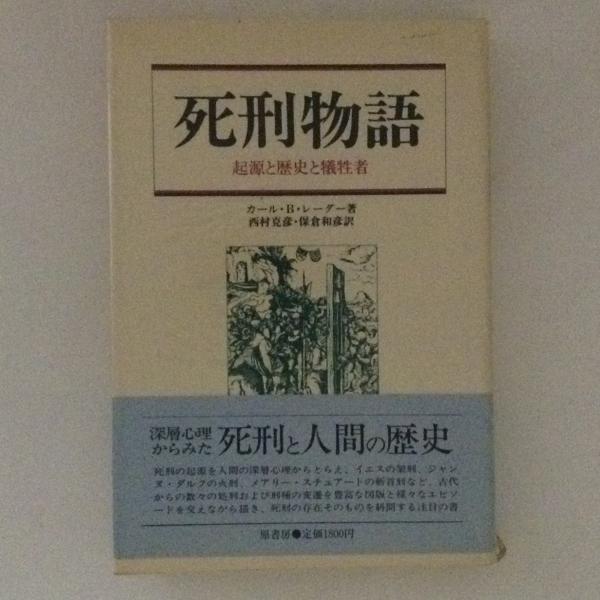 死刑物語
起源と歴史と犠牲者
カール・B・レーダー著
西村克彦・保倉和彦訳
深層心理
からみた
死刑と人間の歴史
死刑の起源を人間の深層心理からとらえ、イエスの架刑、ジャン
ヌ・ダルクの火刑、メアリー・スチュアートの斬首刑など、古代
からの数々の処刑および刑種の変遷を豊富な図版と様々なエピソ
ードを交えながら描き、死刑の存在そのものを糾問する注目の書
原書房●定価1800円